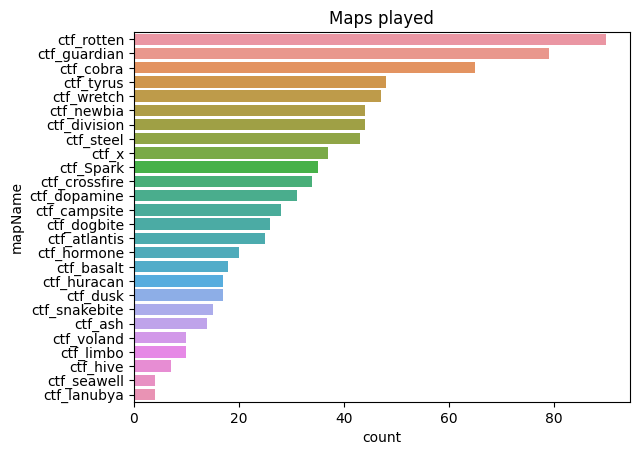 Maps played
mapName
ctf_rotten
ctf_guardian
ctf_cobra
ctf_tyrus
ctf_wretch
ctf_newbia
ctf_division
ctf_steel
ctf_x
ctf_Spark
ctf_crossfire
ctf_dopamine
ctf_campsite
ctf_dogbite
ctf_atlantis
ctf_hormone
ctf_basalt
ctf_huracan
ctf_dusk
ctf_snakebite
ctf_ash
ctf_voland
ctf_limbo
ctf_hive
ctf_seawell
ctf_lanubya
0 20 40 60 80
count